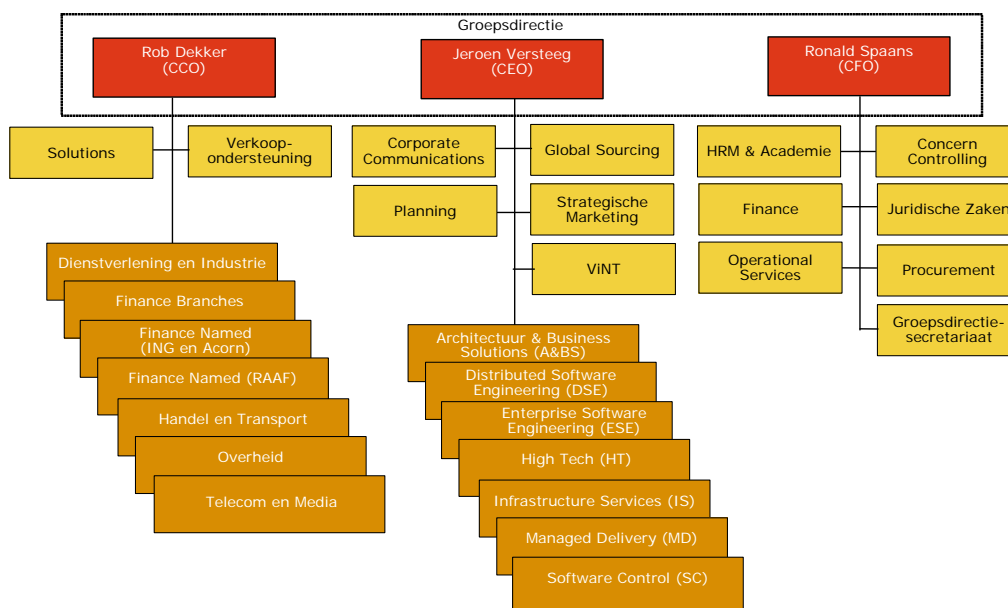 Groepsdirectie
Rob Dekker
(CCO)
Jeroen Versteeg
(CEO)
Ronald Spaans
(CFO)
Solutions
Verkoop-
ondersteuning
Corporate
Communications
Global Sourcing
Planning
Strategische
Marketing
ViNT
HRM & Academie
Concern
Controlling
Finance
Juridische Zaken
Operational
Services
Procurement
Groepsdirectie-
secretariaat
Dienstverlening en Industrie
Finance Branches
Finance Named
(ING en Acorn)
Finance Named (RAAF)
Handel en Transport
Overheid
Telecom en Media
Architectuur & Business
Solutions (A&BS)
Distributed Software
Engineering (DSE)
Enterprise Software
Engineering (ESE)
High Tech (HT)
Infrastructure Services (IS)
Managed Delivery (MD)
Software Control (SC)